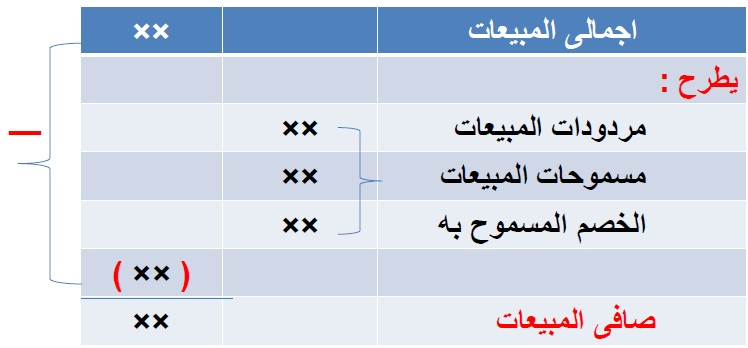 اجمالى المبيعات ××
يطرح :
مردودات المبيعات ××
مسموحات المبيعات ××
الخصم المسموح به ××
( ×× )
—
صافى المبيعات ××